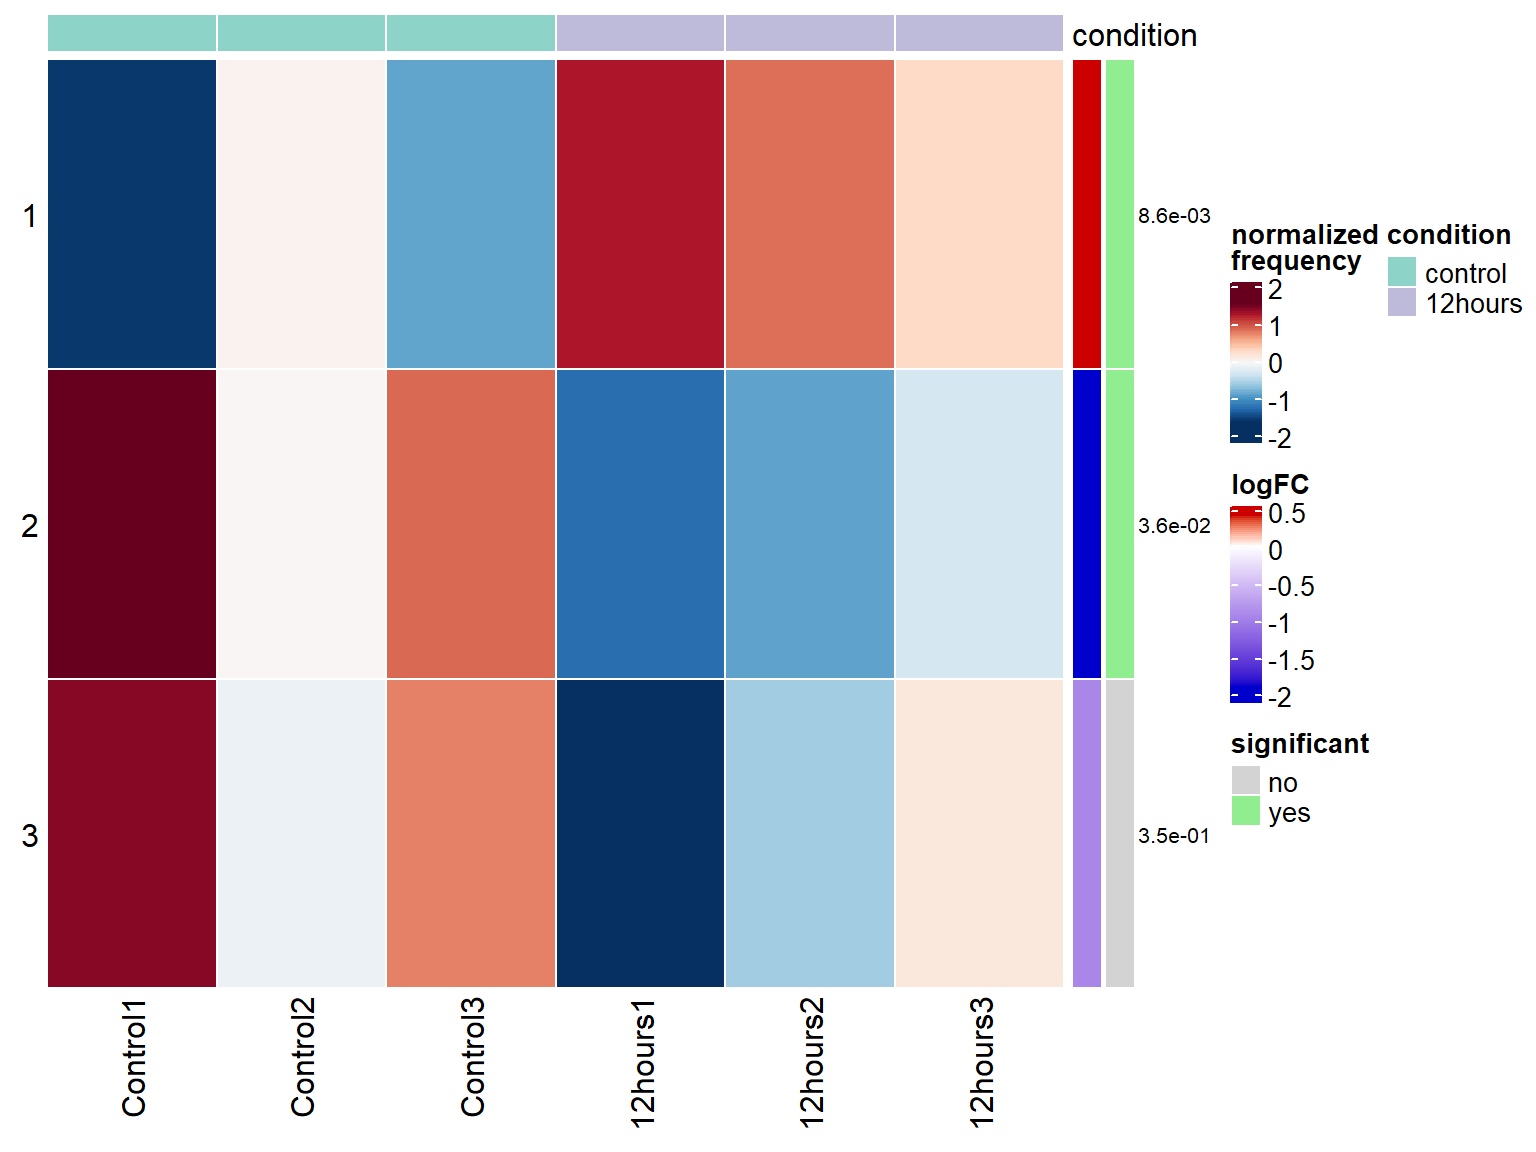 condition
1
8.6e-03
2
3.6e-02
3
3.5e-01
Control1
Control2
Control3
12hours1
12hours2
12hours3
normalized
frequency
2
1
0
-1
-2
logFC
0.5
0
-0.5
-1
-1.5
-2
significant
no
yes
condition
control
12hours